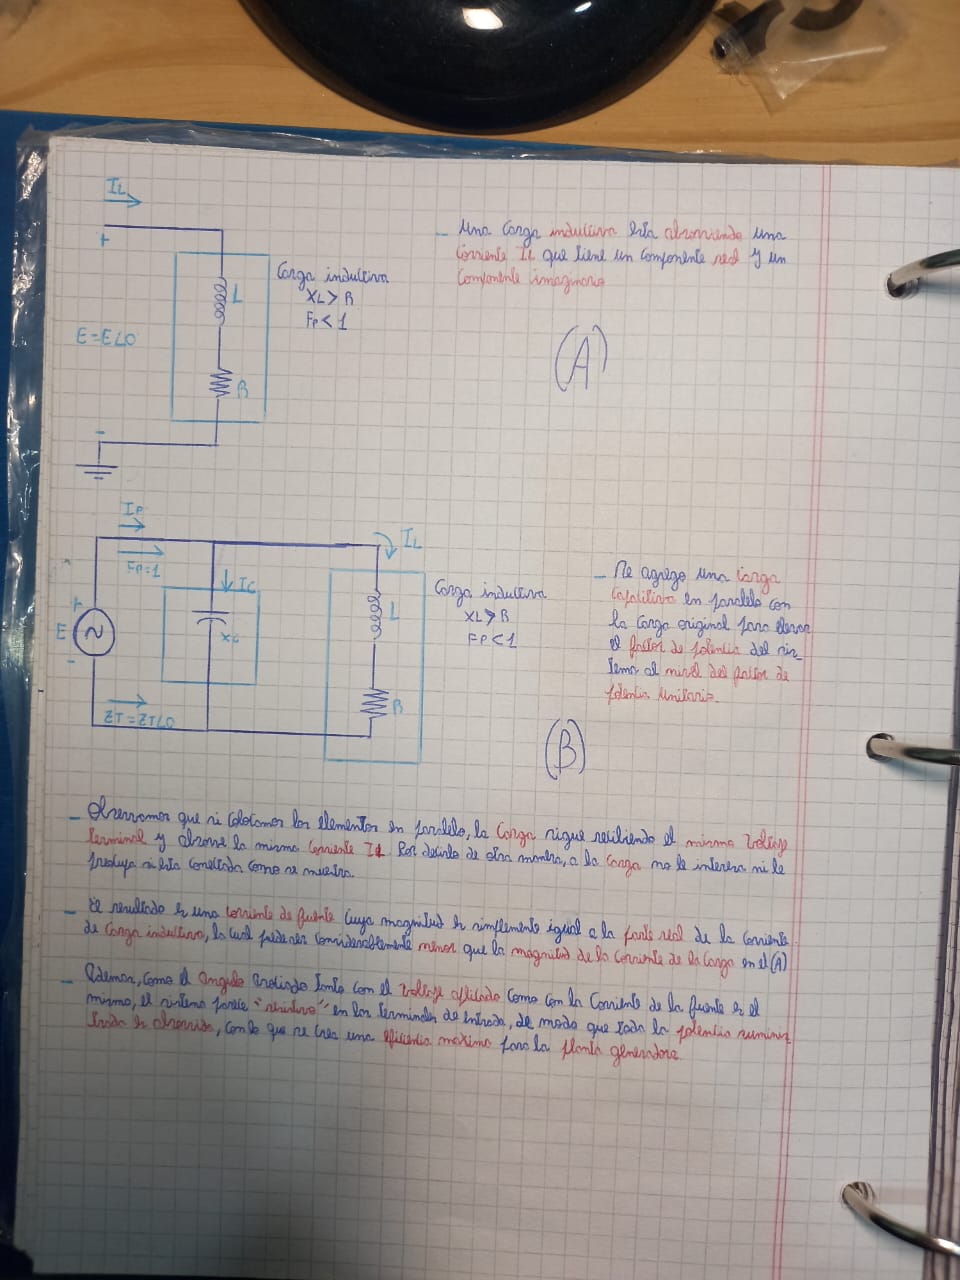 IL
+
Una Carga inductiva esta absorviendo una
Corriente IL que tiene un componente real y un
Componente imaginario
Carga inductiva
XL > R
Fp < 1
L
E = E∠0
R
(A)
-
Ip
Fp=1
IL
IC
+
E
-
XC
L
R
Carga inductiva
XL > R
FP < 1
ZT = ZT∠0
- Se agrego una carga
Capasitiva en paralelo con
la Carga original para elevar
el factor de potencia del sis-
tema al nivel del factor de
potencia Unitario.
(B)
- Observamos que si colocamos los elementos en paralelo, la Carga sigue recibiendo el mismo Voltaje
terminal y absorve la misma Corriente IL. Por decirlo de otra manera, a la Carga no le interesa ni le
si esta conectada como se muestra.
- El resultado es una corriente de fuente Cuya magnitud es simplemente igual a la parte real de la corriente
de Carga inductiva, la cual puede ser considerablemente menor que la magnitud de la corriente de la Carga en el (A)
- Ademas, como el angulo asociado tanto con el Voltaje aplicado Como con la Corriente de la fuente es el
mismo, el sistema parece "resistivo" en los terminales de entrada, de modo que toda la potencia suminis-
trada es absorvida, con lo que se crea una eficiencia maxima para la planta generadora.